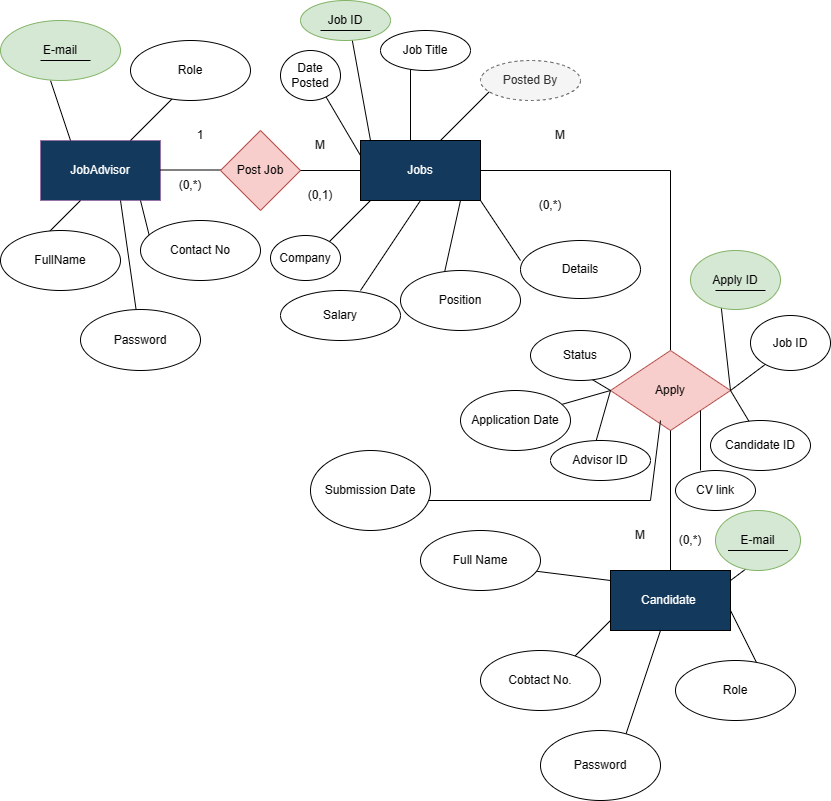 Job ID
E-mail
Job Title
Role
Date
Posted
Posted By
1
M
M
JobAdvisor
Post Job
Jobs
(0,*)
(0,1)
(0,*)
FullName
Contact No
Company
Details
Apply ID
Position
Salary
Password
Job ID
Status
Apply
Application Date
Candidate ID
Advisor ID
Submission Date
CV link
M
(0,*)
E-mail
Full Name
Candidate
Cobtact No.
Role
Password